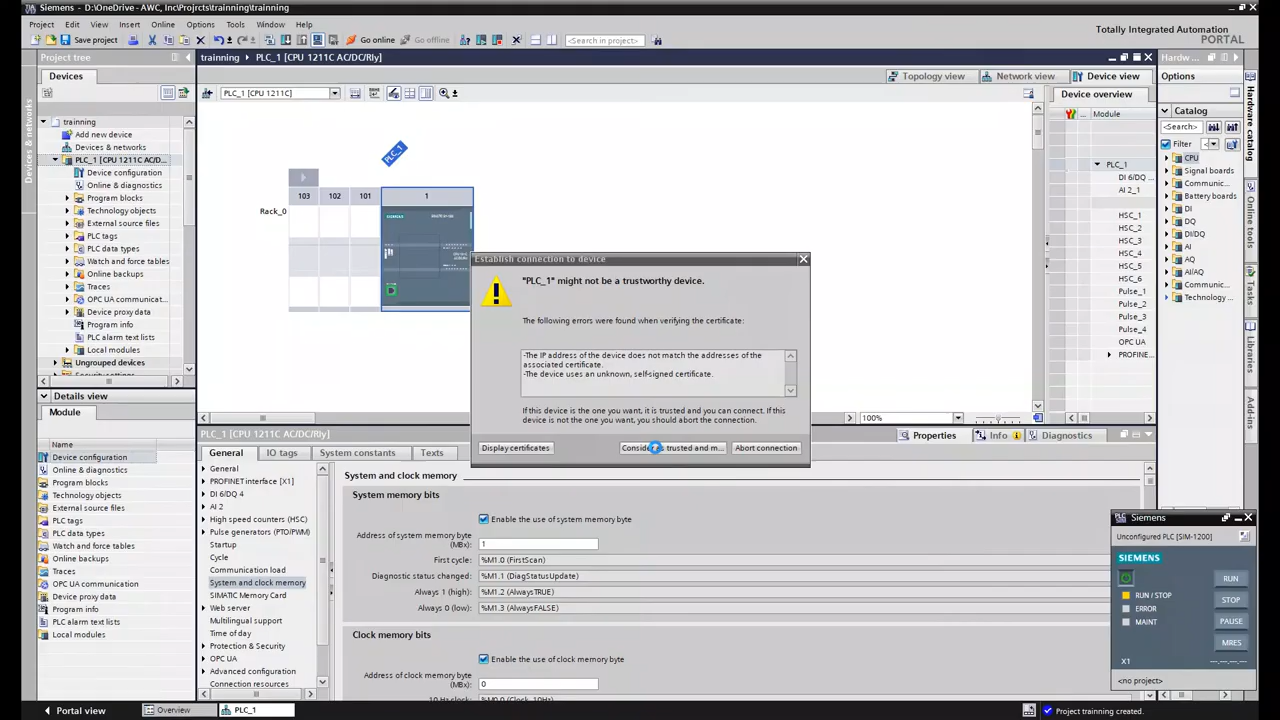 Siemens - D:\OneDrive - AWC, Inc\Projrcts\trainning\trainning
Project Edit View Insert Online Options Tools Window Help
Totally Integrated Automation
PORTAL
Save project Go online Go offline <Search in project>
Project tree
trainning ▸ PLC_1 [CPU 1211C AC/DC/Rly]
Hardw...
Devices
Topology view Network view Device view
Options
PLC_1 [CPU 1211C]
Device overview
Module
Devices & networks
trainning
Add new device
Devices & networks
PLC_1 [CPU 1211C AC/D...
Device configuration
Online & diagnostics
Program blocks
Technology objects
External source files
PLC tags
PLC data types
Watch and force tables
Online backups
Traces
OPC UA communicat...
Device proxy data
Program info
PLC alarm text lists
Local modules
Ungrouped devices
PLC_1
103 102 101 1
Rack_0
SIEMENS
PLC_1
DI 6/DQ ...
AI 2_1
HSC_1
HSC_2
HSC_3
HSC_4
HSC_5
HSC_6
Pulse_1
Pulse_2
Pulse_3
Pulse_4
OPC UA
PROFINE...
Catalog
<Search>
Filter
CPU
Signal boards
Communic...
Battery boards
DI
DQ
DI/DQ
AI
AQ
AI/AQ
Communic...
Technology ...
Hardware catalog
Online tools
Tasks
Libraries
Add-ins
100%
Establish connection to device
"PLC_1" might not be a trustworthy device.
The following errors were found when verifying the certificate:
-The IP address of the device does not match the addresses of the
associated certificate.
-The device uses an unknown, self-signed certificate.
If this device is the one you want, it is trusted and you can connect. If this
device is not the one you want, you should abort the connection.
Display certificates trusted and m... Abort connection
Details view
Module
Name
Device configuration
Online & diagnostics
Program blocks
Technology objects
External source files
PLC tags
PLC data types
Watch and force tables
Online backups
Traces
OPC UA communication
Device proxy data
Program info
PLC alarm text lists
Local modules
PLC_1 [CPU 1211C AC/DC/Rly]
Properties Info Diagnostics
General IO tags System constants Texts
General
PROFINET interface [X1]
DI 6/DQ 4
AI 2
High speed counters (HSC)
Pulse generators (PTO/PWM)
Startup
Cycle
Communication load
System and clock memory
SIMATIC Memory Card
Web server
Multilingual support
Time of day
Protection & Security
OPC UA
Advanced configuration
Connection resources
System and clock memory
System memory bits
Enable the use of system memory byte
Address of system memory byte
(MBx): 1
First cycle: %M1.0 (FirstScan)
Diagnostic status changed: %M1.1 (DiagStatusUpdate)
Always 1 (high): %M1.2 (AlwaysTRUE)
Always 0 (low): %M1.3 (AlwaysFALSE)
Clock memory bits
Enable the use of clock memory byte
Address of clock memory byte
(MBx): 0
Siemens
Unconfigured PLC [SIM-1200]
SIEMENS
RUN
RUN / STOP
STOP
ERROR
MAINT
PAUSE
MRES
X1 ---.---.---.---
<no project>
Portal view Overview PLC_1
Project trainning created.